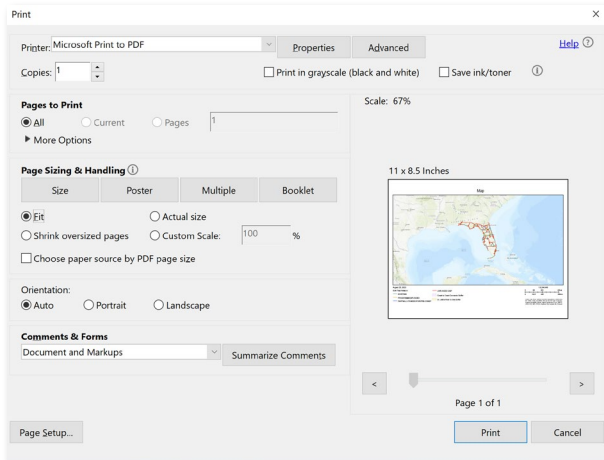 Print
Printer: Microsoft Print to PDF Properties Advanced Help
Copies: 1 Print in grayscale (black and white) Save ink/toner
Pages to Print
All Current Pages 1
More Options
Scale: 67%
Page Sizing & Handling
Size Poster Multiple Booklet
Fit Actual size
Shrink oversized pages Custom Scale: 100 %
Choose paper source by PDF page size
11 x 8.5 Inches
Map
Orientation:
Auto Portrait Landscape
Comments & Forms
Document and Markups Summarize Comments
< >
Page 1 of 1
Page Setup... Print Cancel